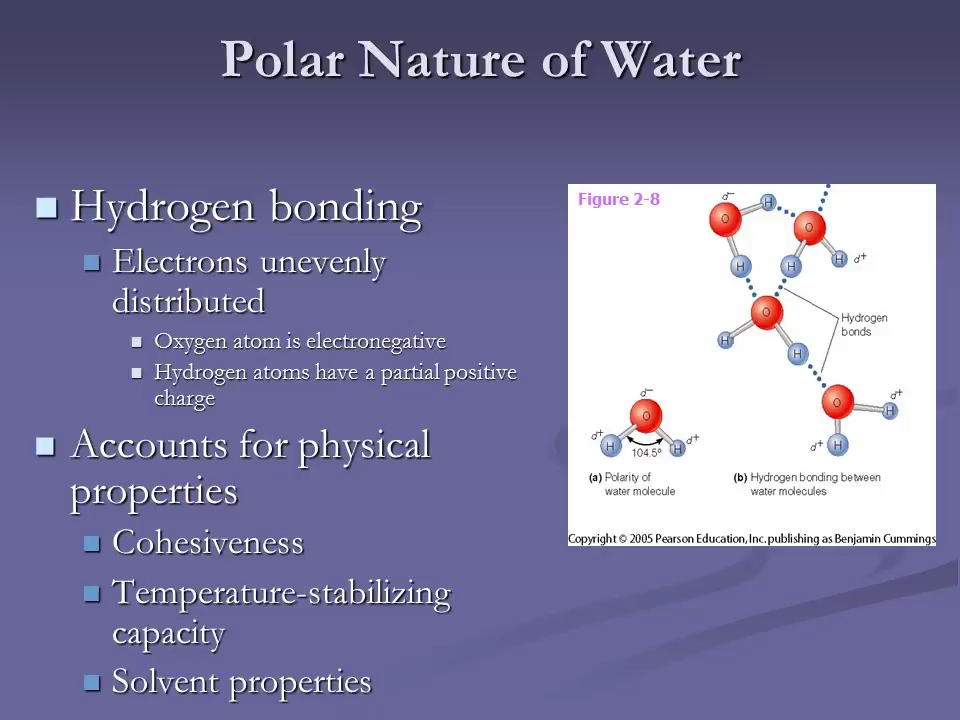 Polar Nature of Water
Hydrogen bonding
Electrons unevenly
distributed
Oxygen atom is electronegative
Hydrogen atoms have a partial positive
charge
Accounts for physical
properties
Cohesiveness
Temperature-stabilizing
capacity
Solvent properties
Figure 2-8
d–
O
H
O
H
H
H
d+
O
H
H
Hydrogen
bonds
O
H
d+
d+
H
d–
O
d+
H
H
d+
104.5º
(a) Polarity of
water molecule
(b) Hydrogen bonding between
water molecules
Copyright © 2005 Pearson Education, Inc. publishing as Benjamin Cummings